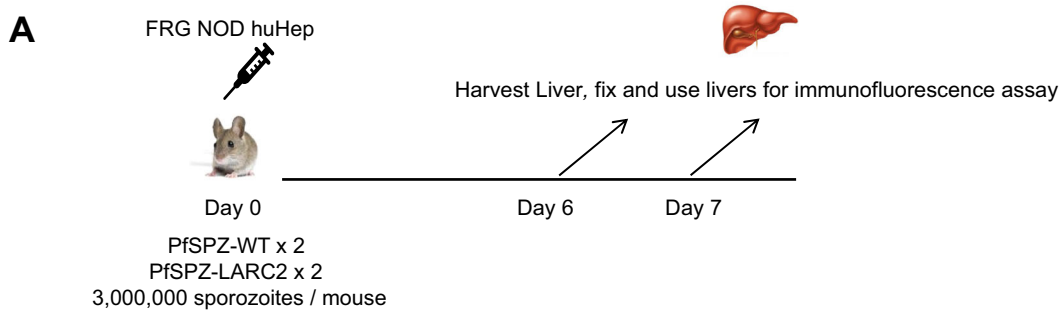 A
FRG NOD huHep
Harvest Liver, fix and use livers for immunofluorescence assay
Day 0
Day 6
Day 7
PfSPZ-WT x 2
PfSPZ-LARC2 x 2
3,000,000 sporozoites / mouse